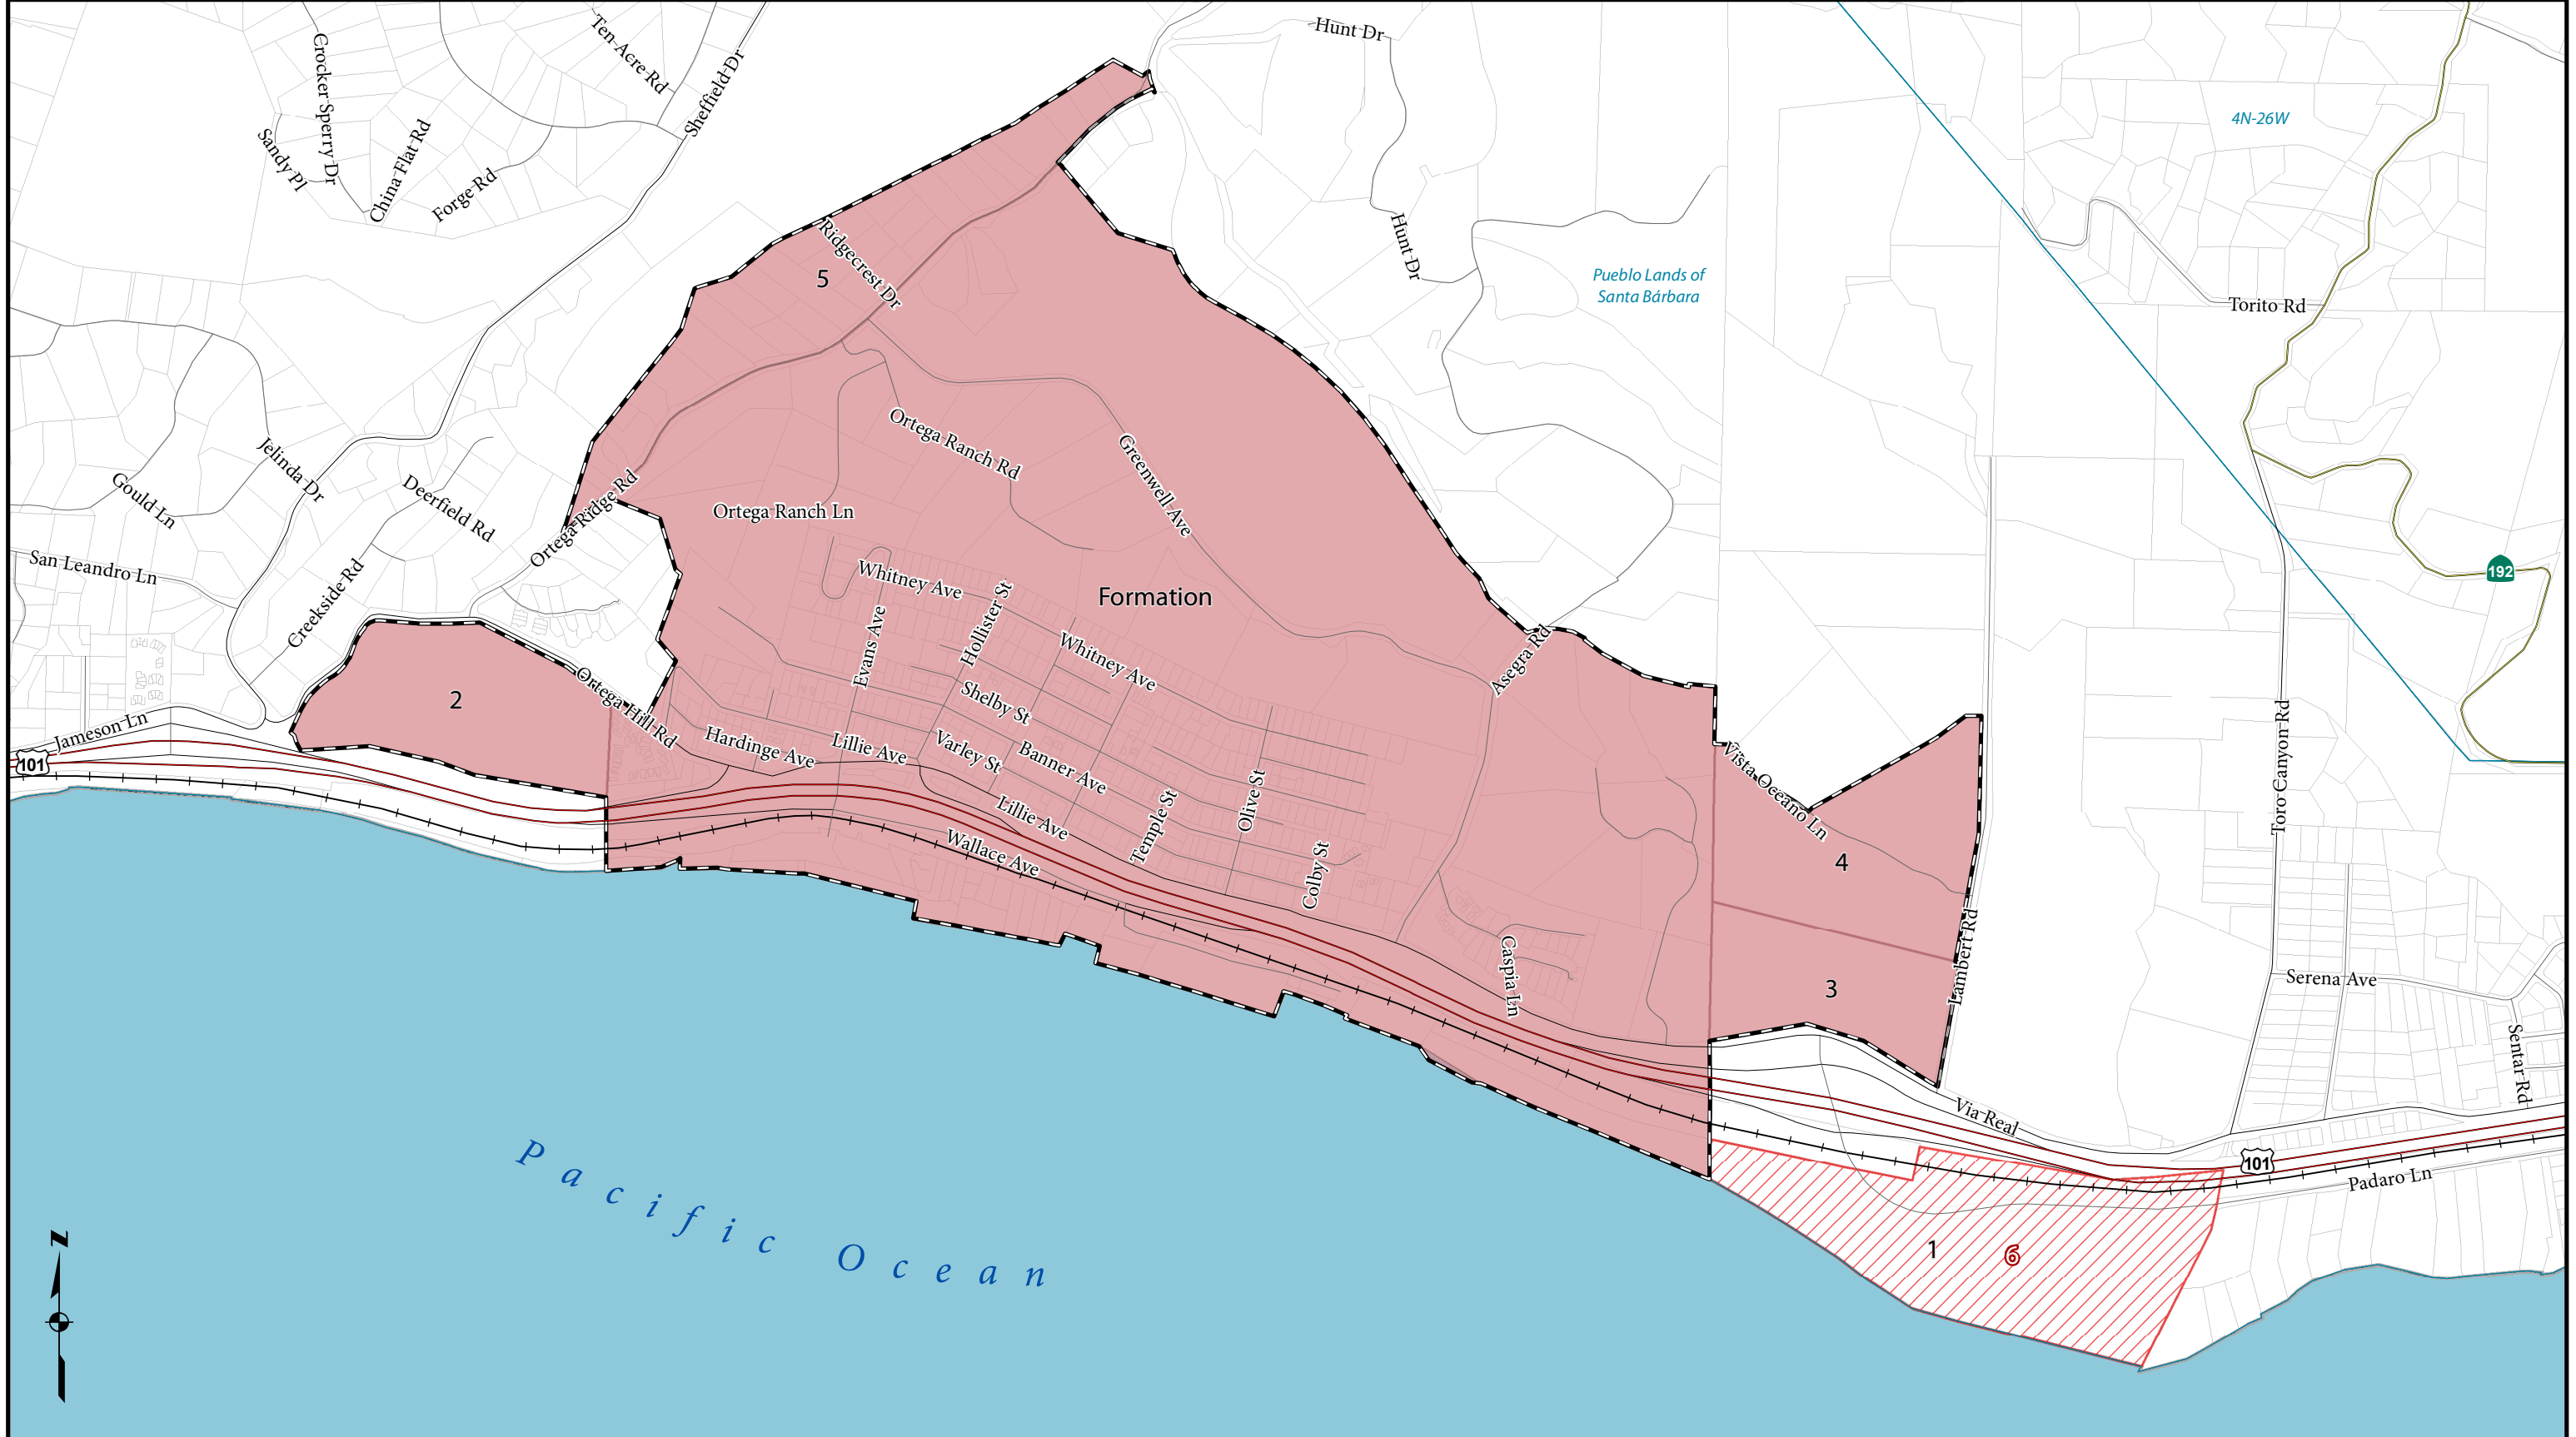 Hunt Dr
Ten Acre Rd
Crocker Sperry Dr
Sheffield Dr
4N-26W
China Flat Rd
Sandy Pl
Forge Rd
Hunt Dr
Ridgecrest Dr
5
Pueblo Lands of
Santa Bárbara
Torito Rd
Ortega Ranch Rd
Greenwell Ave
Jelinda Dr
Gould Ln
Deerfield Rd
Ortega Ridge Rd
Ortega Ranch Ln
San Leandro Ln
192
Whitney Ave
Formation
Creekside Rd
Hollister St
Evans Ave
Whitney Ave
Asegra Rd
2
Ortega Hill Rd
Shelby St
Jameson Ln
Hardinge Ave
Lillie Ave
Varley St
Banner Ave
101
Vista Oceano Ln
Toro Canyon Rd
Olive St
Temple St
Lillie Ave
Wallace Ave
Colby St
4
Caspia Ln
Lambert Rd
3
Serena Ave
Sentar Rd
Via Real
101
Padaro Ln
Pacific Ocean
1
6
N